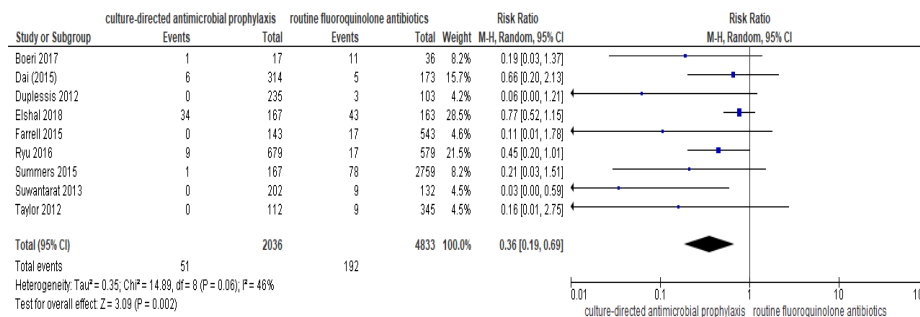 culture-directed antimicrobial prophylaxis routine fluoroquinolone antibiotics Risk Ratio Risk Ratio
Study or Subgroup Events Total Events Total Weight M-H, Random, 95% CI M-H, Random, 95% CI
Boeri 2017 1 17 11 36 8.2% 0.19 [0.03, 1.37]
Dai (2015) 6 314 5 173 15.7% 0.66 [0.20, 2.13]
Duplessis 2012 0 235 3 103 4.2% 0.06 [0.00, 1.21]
Elshal 2018 34 167 43 163 28.5% 0.77 [0.52, 1.15]
Farrell 2015 0 143 17 543 4.6% 0.11 [0.01, 1.78]
Ryu 2016 9 679 17 579 21.5% 0.45 [0.20, 1.01]
Summers 2015 1 167 78 2759 8.2% 0.21 [0.03, 1.51]
Suwantarat 2013 0 202 9 132 4.5% 0.03 [0.00, 0.59]
Taylor 2012 0 112 9 345 4.5% 0.16 [0.01, 2.75]
Total (95% CI) 2036 4833 100.0% 0.36 [0.19, 0.69]
Total events 51 192
Heterogeneity: Tau² = 0.35; Chi² = 14.89, df = 8 (P = 0.06); I² = 46%
Test for overall effect: Z = 3.09 (P = 0.002)
0.01 0.1 1 10 100
culture-directed antimicrobial prophylaxis routine fluoroquinolone antibiotics